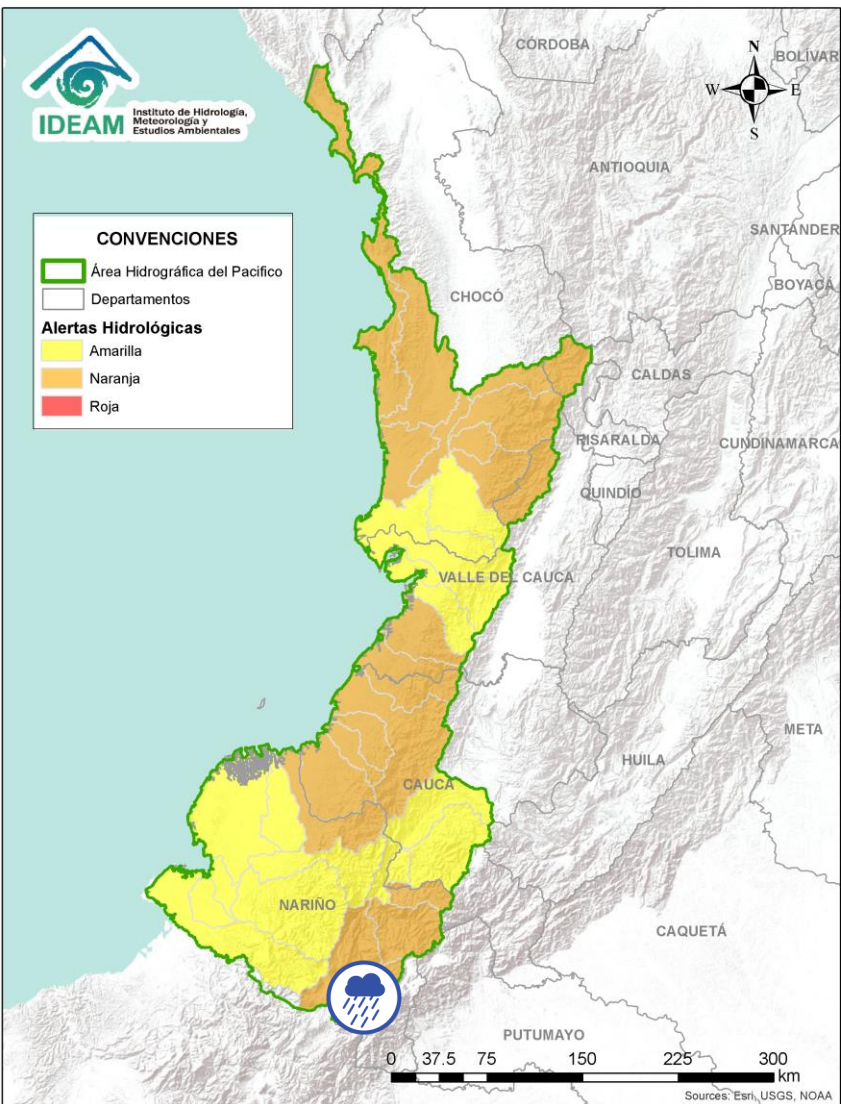 IDEAM
Instituto de Hidrología,
Meteorología y
Estudios Ambientales
CÓRDOBA
BOLÍVAR
N
W
E
S
ANTIOQUIA
SANTANDER
BOYACÁ
CONVENCIONES
Área Hidrográfica del Pacifico
Departamentos
Alertas Hidrológicas
Amarilla
Naranja
Roja
CHOCÓ
CALDAS
RISARALDA
CUNDINAMARCA
QUINDÍO
TOLIMA
VALLE DEL CAUCA
META
HUILA
CAUCA
NARIÑO
CAQUETÁ
PUTUMAYO
0 37.5 75 150 225 300
km
Sources: Esri, USGS, NOAA